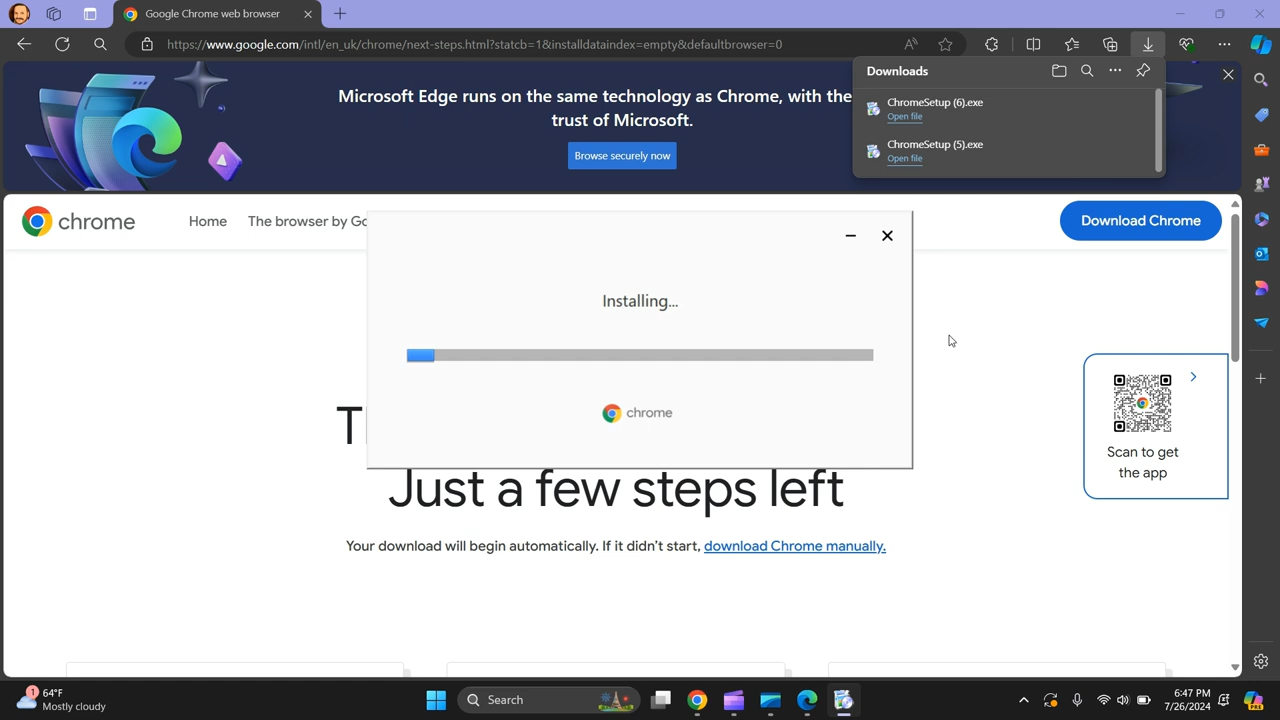 Google Chrome web browser
https://www.google.com/intl/en_uk/chrome/next-steps.html?statcb=1&installdataindex=empty&defaultbrowser=0
Microsoft Edge runs on the same technology as Chrome, with the
trust of Microsoft.
Browse securely now
Downloads
ChromeSetup (6).exe
Open file
ChromeSetup (5).exe
Open file
chrome
Home
The browser by Go
Download Chrome
Installing...
chrome
T
Just a few steps left
Your download will begin automatically. If it didn't start, download Chrome manually.
Scan to get
the app
1
64°F
Mostly cloudy
Search
6:47 PM
7/26/2024